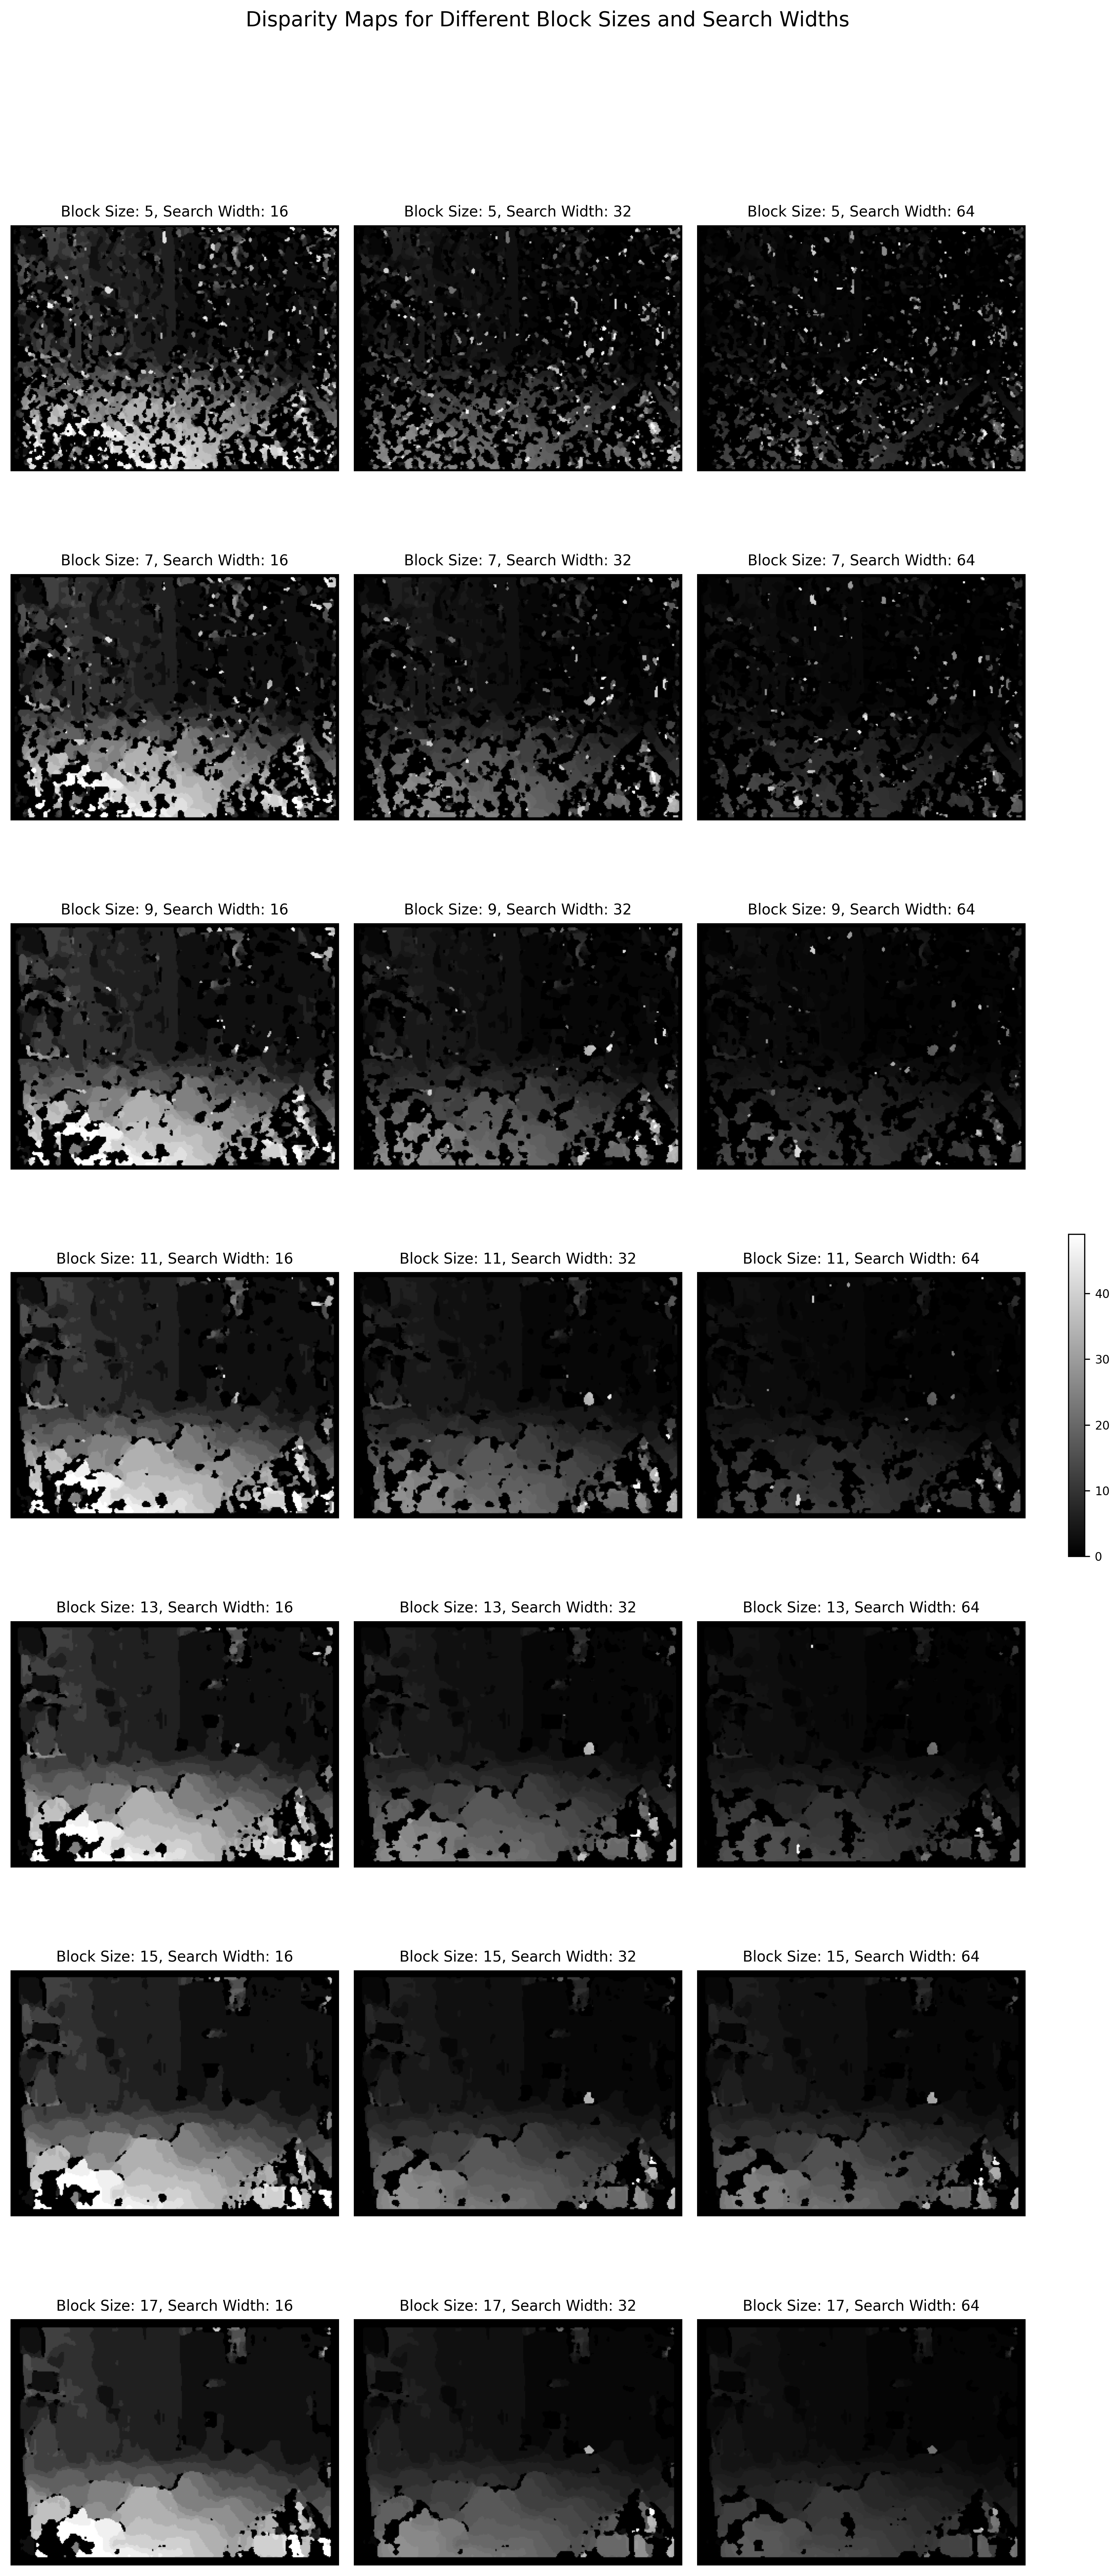 Disparity Maps for Different Block Sizes and Search Widths
Block Size: 5, Search Width: 16
Block Size: 5, Search Width: 32
Block Size: 5, Search Width: 64
Block Size: 7, Search Width: 16
Block Size: 7, Search Width: 32
Block Size: 7, Search Width: 64
Block Size: 9, Search Width: 16
Block Size: 9, Search Width: 32
Block Size: 9, Search Width: 64
Block Size: 11, Search Width: 16
Block Size: 11, Search Width: 32
Block Size: 11, Search Width: 64
40
30
20
10
0
Block Size: 13, Search Width: 16
Block Size: 13, Search Width: 32
Block Size: 13, Search Width: 64
Block Size: 15, Search Width: 16
Block Size: 15, Search Width: 32
Block Size: 15, Search Width: 64
Block Size: 17, Search Width: 16
Block Size: 17, Search Width: 32
Block Size: 17, Search Width: 64